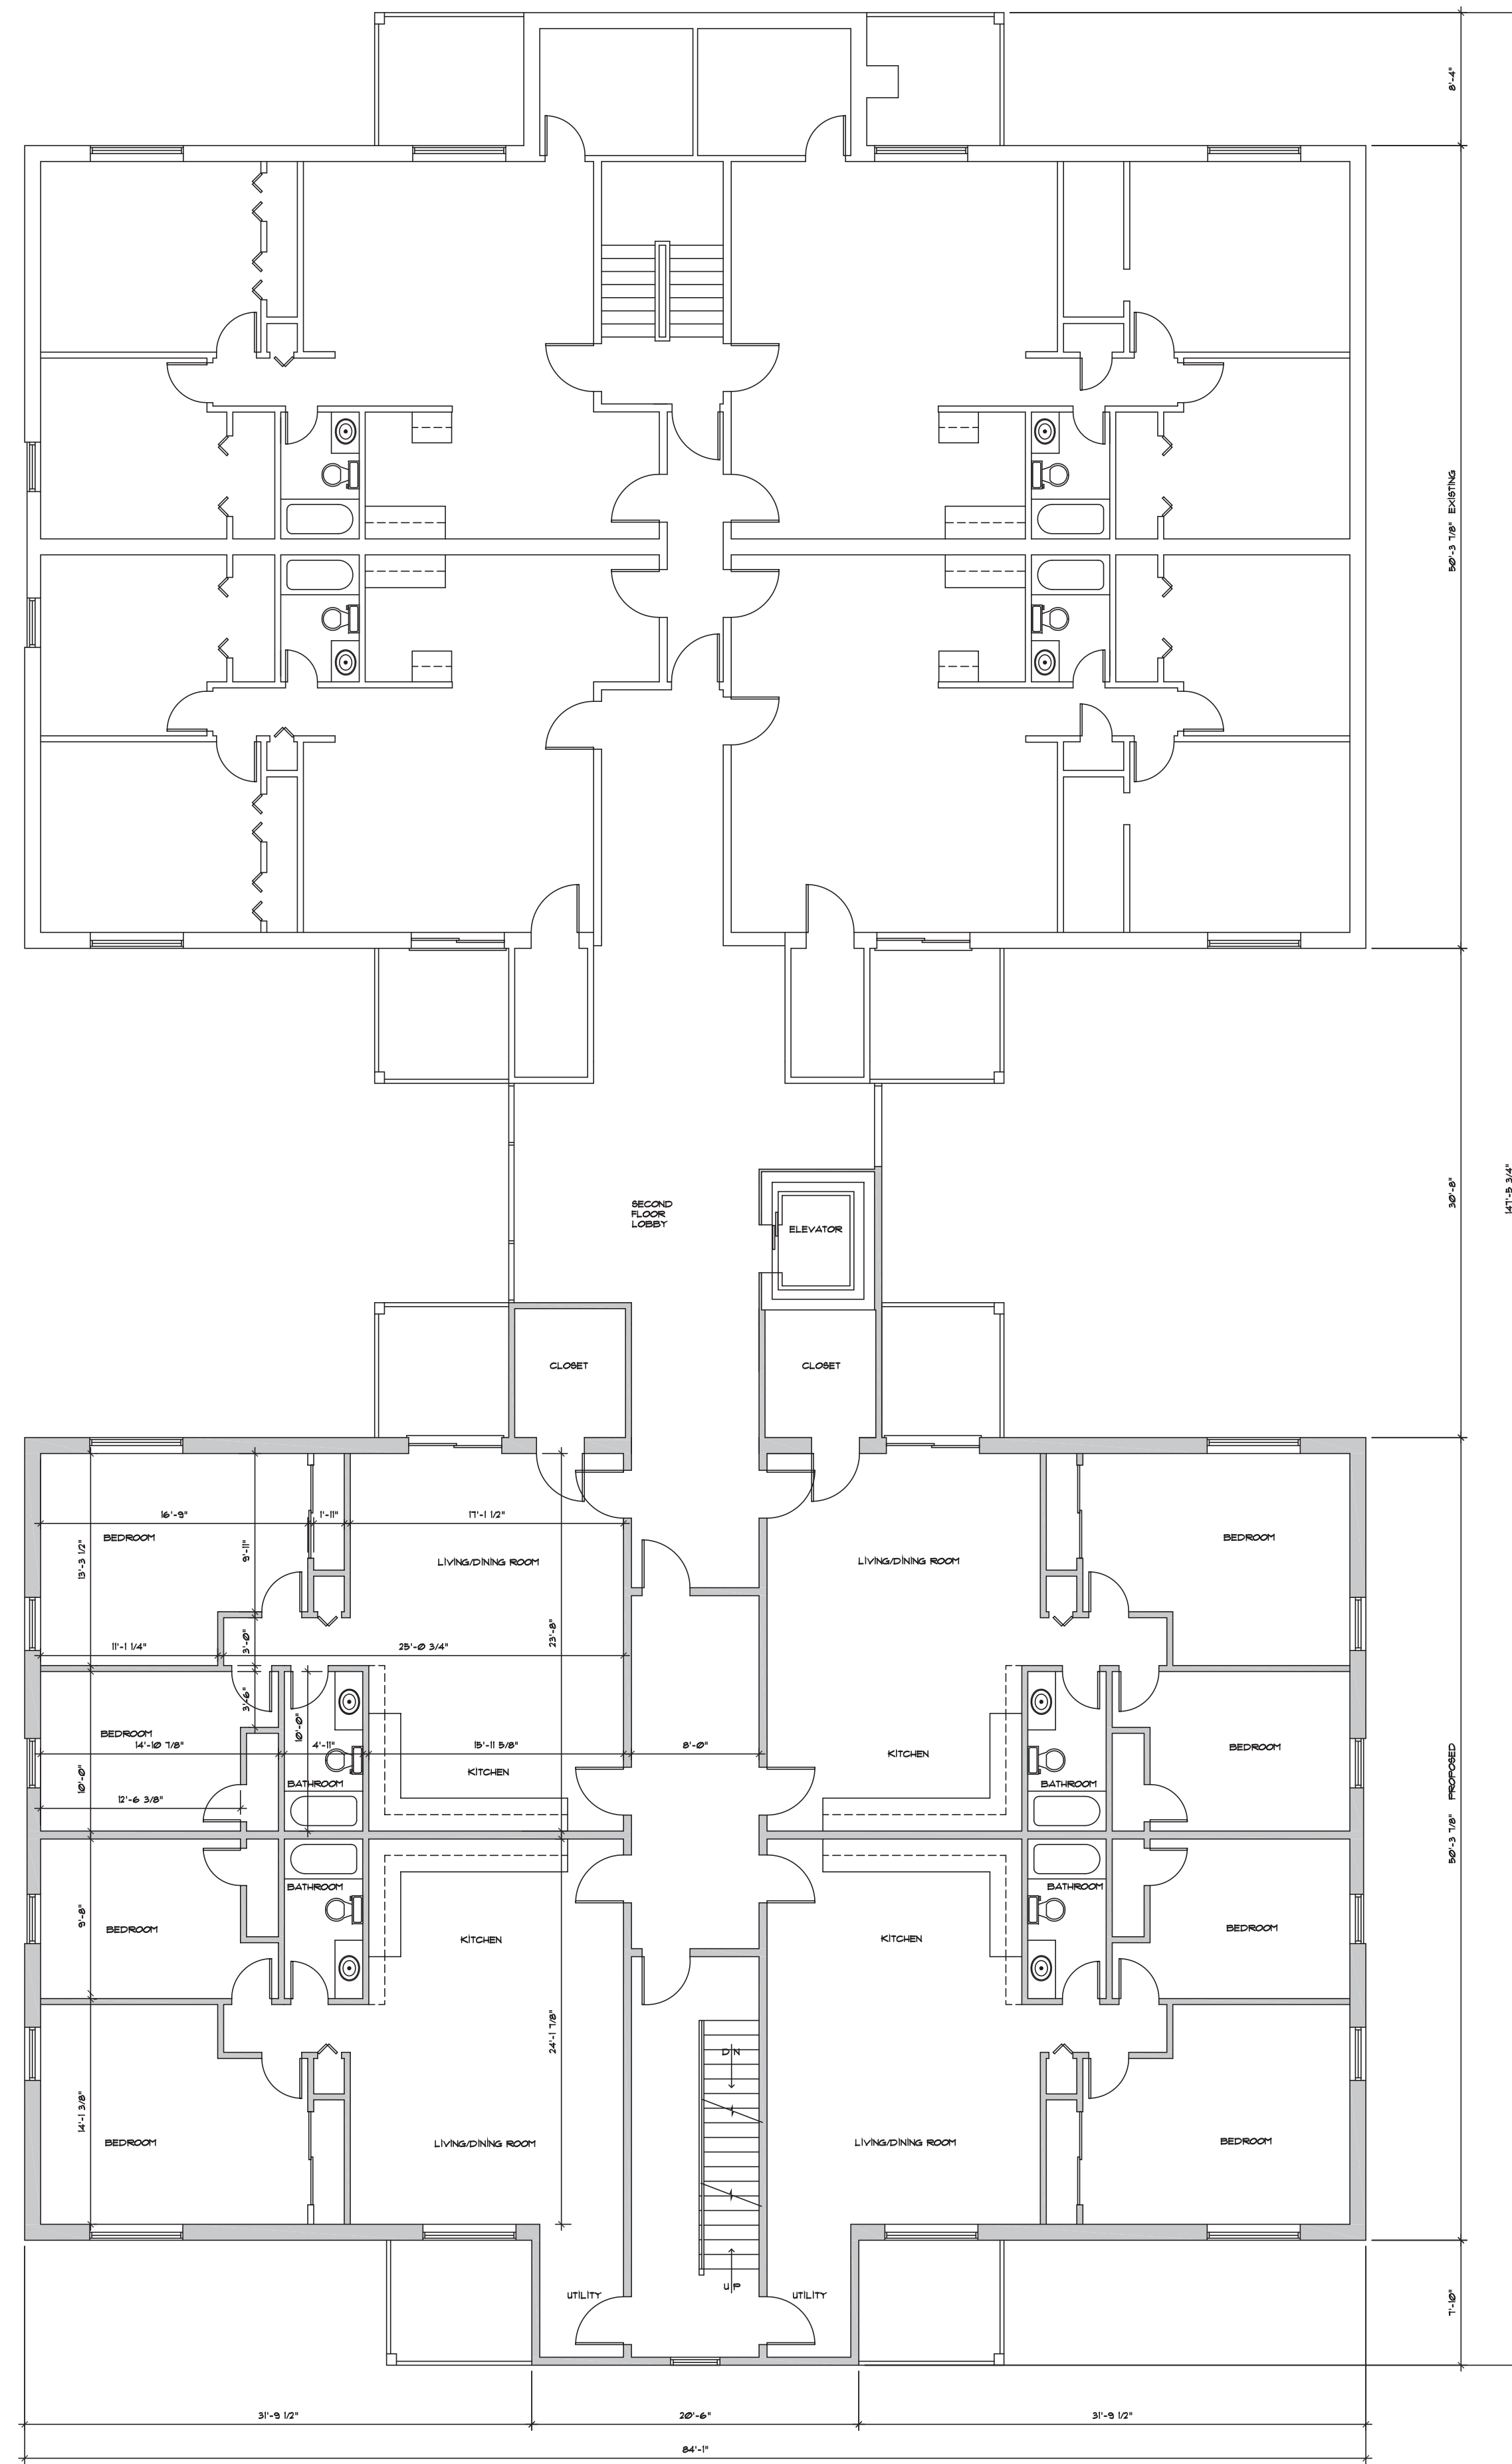 8'-4"
50'-3 7/8" EXISTING
30'-8"
147'-5 3/4"
SECOND
FLOOR
LOBBY
ELEVATOR
CLOSET
CLOSET
16'-9"
1'-11"
17'-1 1/2"
BEDROOM
13'-3 1/2"
9'-11"
LIVING/DINING ROOM
LIVING/DINING ROOM
BEDROOM
11'-1 1/4"
3'-0"
25'-0 3/4"
23'-8"
3'-6"
BEDROOM
14'-10 7/8"
10'-0"
4'-11"
15'-11 5/8"
8'-0"
KITCHEN
KITCHEN
BEDROOM
10'-0"
BATHROOM
BATHROOM
12'-6 3/8"
50'-3 7/8" PROPOSED
BATHROOM
BATHROOM
9'-8"
BEDROOM
KITCHEN
KITCHEN
BEDROOM
24'-1 7/8"
DN
14'-1 3/8"
BEDROOM
LIVING/DINING ROOM
LIVING/DINING ROOM
BEDROOM
UP
UTILITY
UTILITY
7'-10"
31'-9 1/2"
20'-6"
31'-9 1/2"
84'-1"